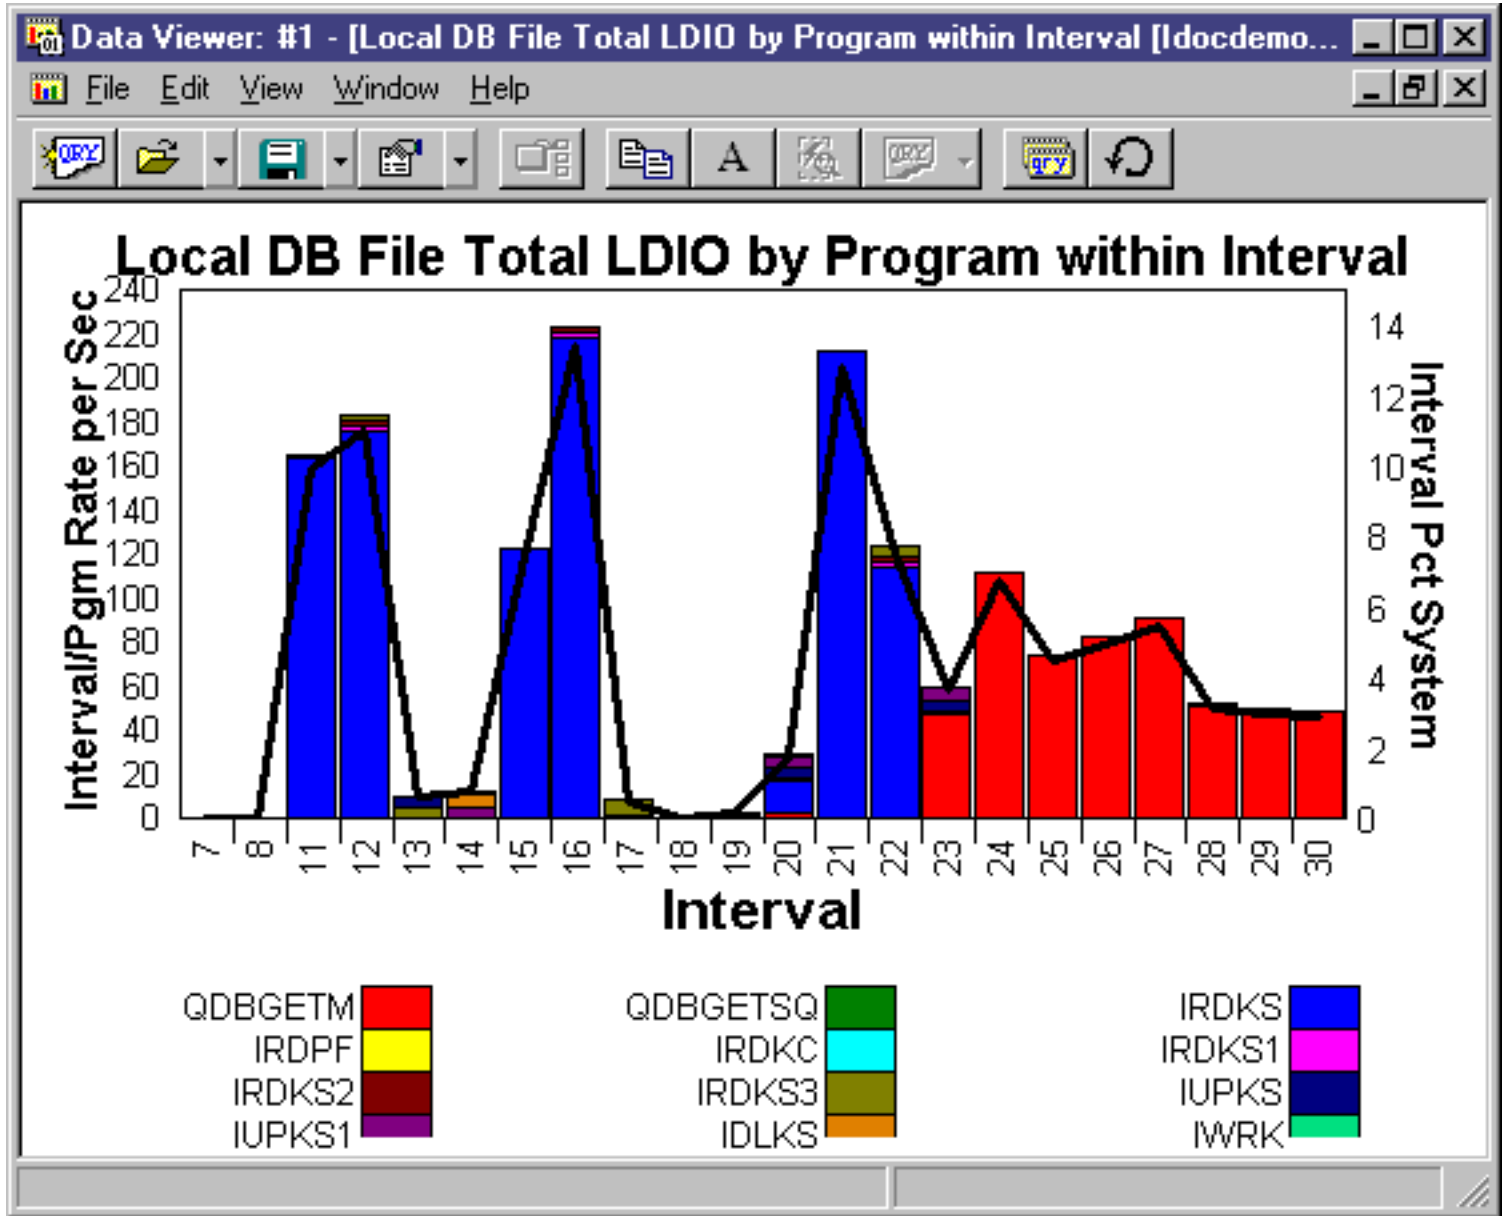 Data Viewer: #1 - [Local DB File Total LDIO by Program within Interval [Idocdemo...
File Edit View Window Help
QRY A QRY qry
Local DB File Total LDIO by Program within Interval
Interval/Pgm Rate per Sec
240
220
200
180
160
140
120
100
80
60
40
20
0
14
12
10
8
6
4
2
0
Interval Pct System
7 8 11 12 13 14 15 16 17 18 19 20 21 22 23 24 25 26 27 28 29 30
Interval
QDBGETM QDBGETSQ IRDKS
IRDPF IRDKC IRDKS1
IRDKS2 IRDKS3 IUPKS
IUPKS1 IDLKS IWRK